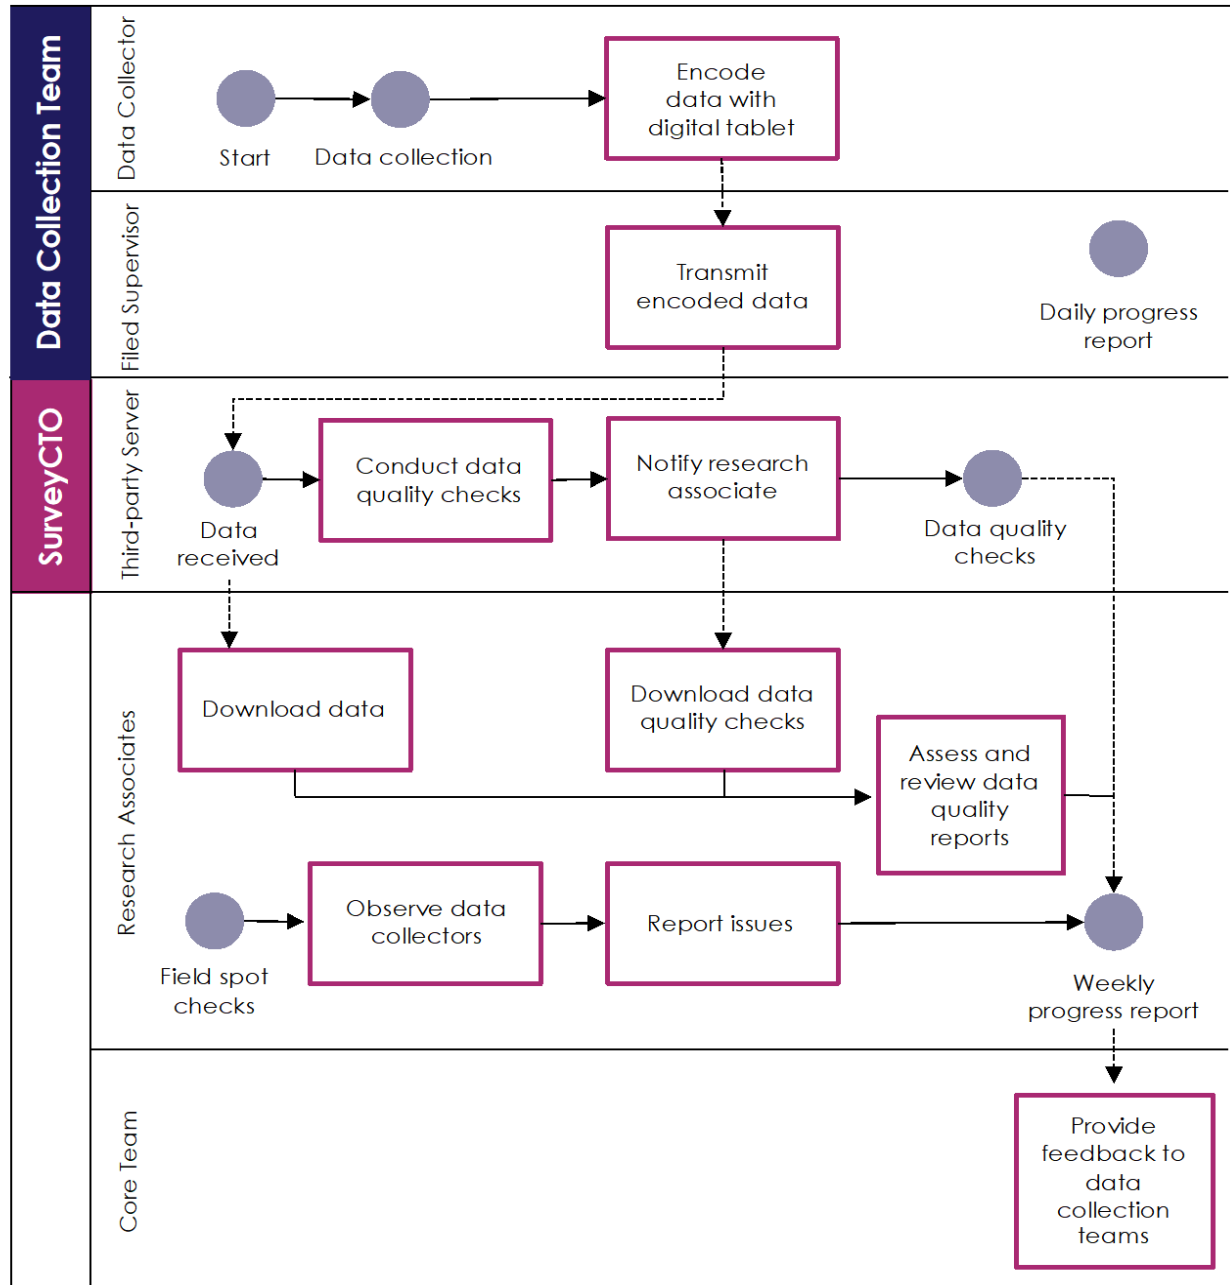 Data Collection Team
Data Collector
Start
Data collection
Encode
data with
digital tablet
Filed Supervisor
Transmit
encoded data
Daily progress
report
SurveyCTO
Third-party Server
Data
received
Conduct data
quality checks
Notify research
associate
Data quality
checks
Research Associates
Download data
Download data
quality checks
Assess and
review data
quality
reports
Field spot
checks
Observe data
collectors
Report issues
Weekly
progress report
Core Team
Provide
feedback to
data
collection
teams